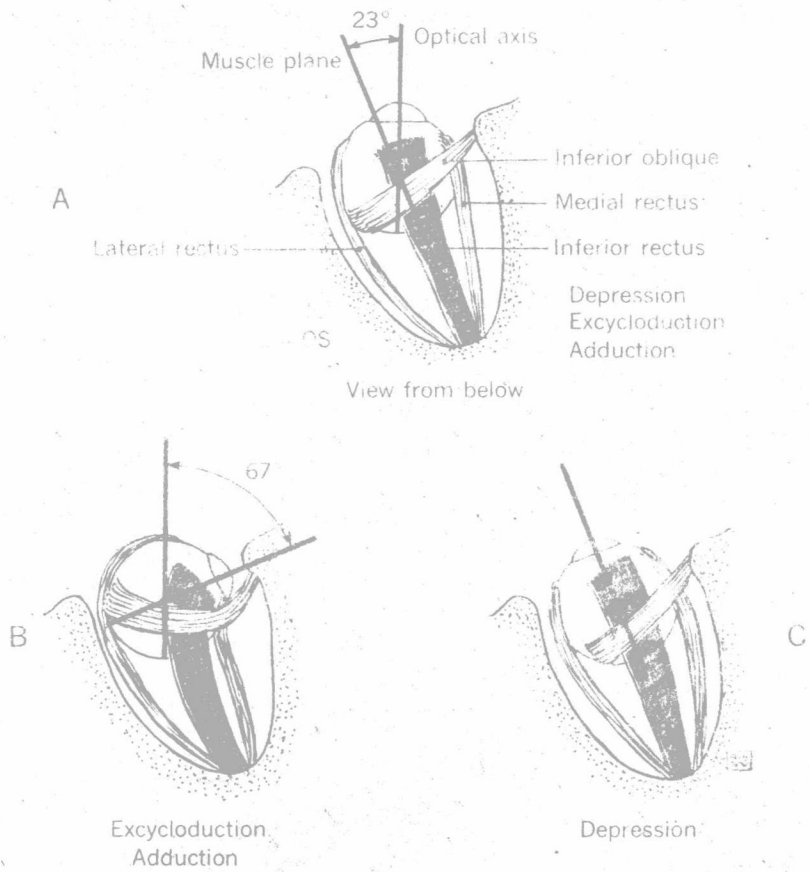 23°
Optical axis
Muscle plane
A
Inferior oblique
Medial rectus
Lateral rectus
Inferior rectus
Depression
Excycloduction
Adduction
OS
View from below
67
B
C
Excycloduction
Adduction
Depression